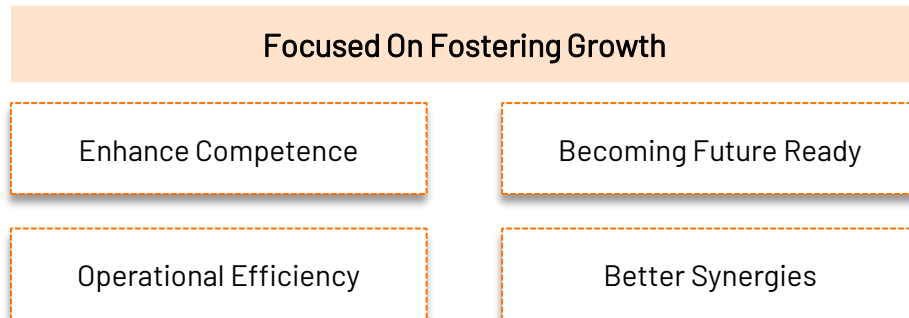 Focused On Fostering Growth
Enhance Competence
Becoming Future Ready
Operational Efficiency
Better Synergies